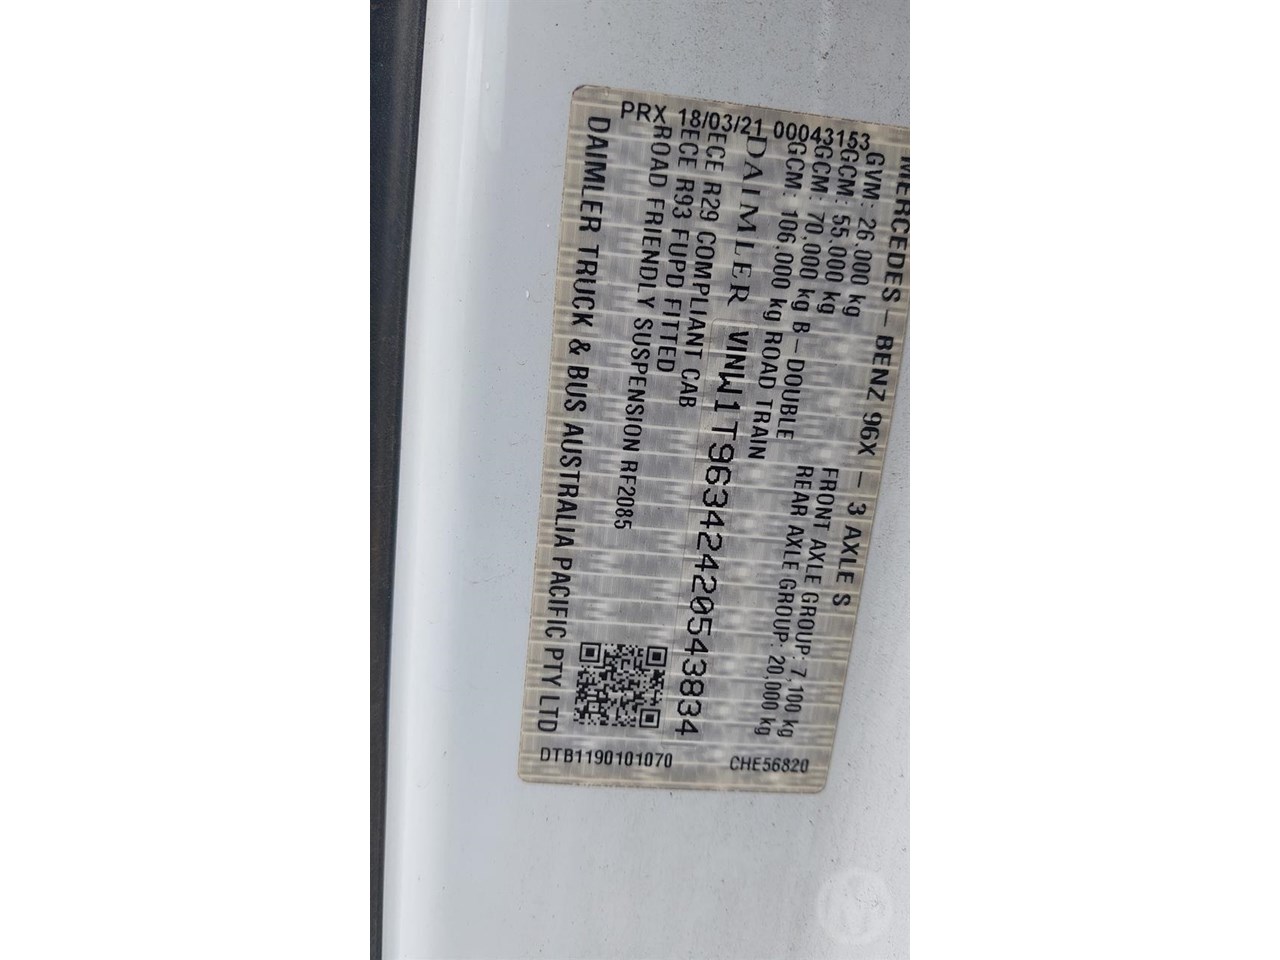 MERCEDES-BENZ 96X - 3 AXLE S
GVM: 26,000 kg
GCM: 55,000 kg
FRONT AXLE GROUP: 7,100 kg
GCM: 70,000 kg B-DOUBLE
REAR AXLE GROUP: 20,000 kg
GCM: 106,000 kg ROAD TRAIN
DAIMLER VINW1T96342420543834
ECE R29 COMPLIANT CAB
ECE R93 FUPD FITTED
ROAD FRIENDLY SUSPENSION RF2085
DAIMLER TRUCK & BUS AUSTRALIA PACIFIC PTY LTD
PRX 18/03/21 00043153
DTB1190101070 CHE56820